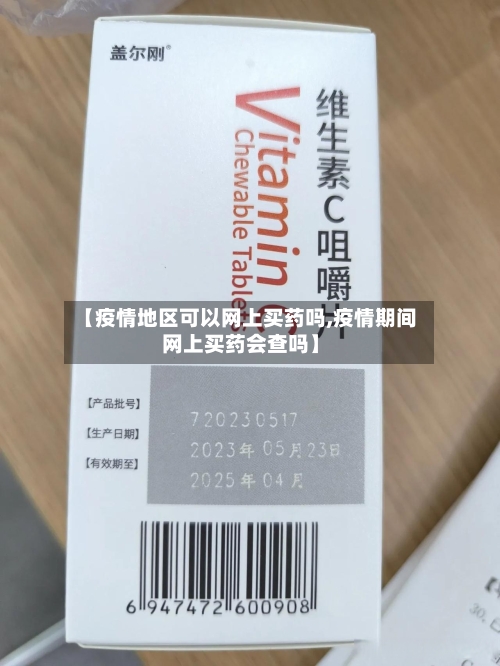 盖尔刚®
维生素C咀嚼片
Vitamin C
Chewable Tablets
【疫情地区可以网上买药吗,疫情期间
网上买药会查吗】
【产品批号】
720230517
【生产日期】
2023年05月23日
【有效期至】
2025年04月
6 947472 600908
30.